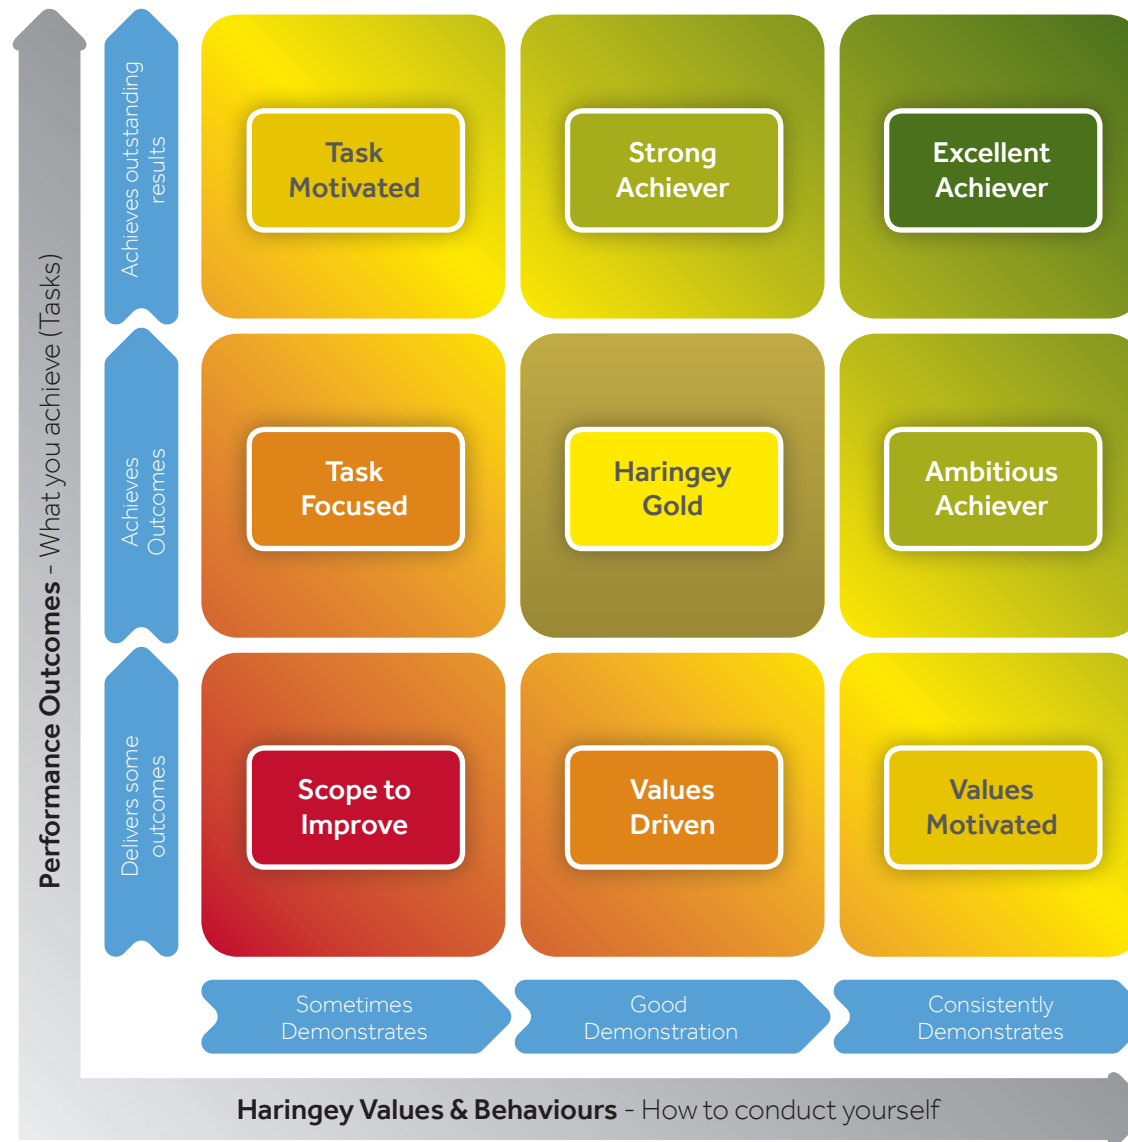 Performance Outcomes - What you achieve (Tasks)
Achieves outstanding
results
Task
Motivated
Strong
Achiever
Excellent
Achiever
Achieves
Outcomes
Task
Focused
Haringey
Gold
Ambitious
Achiever
Delivers some
outcomes
Scope to
Improve
Values
Driven
Values
Motivated
Sometimes
Demonstrates
Good
Demonstration
Consistently
Demonstrates
Haringey Values & Behaviours - How to conduct yourself